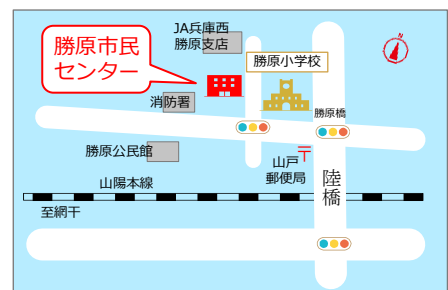 JA兵庫西
勝原支店
勝原市民
センター
勝原小学校
消防署
勝原橋
勝原公民館
山戸
郵便局
陸橋
山陽本線
至網干